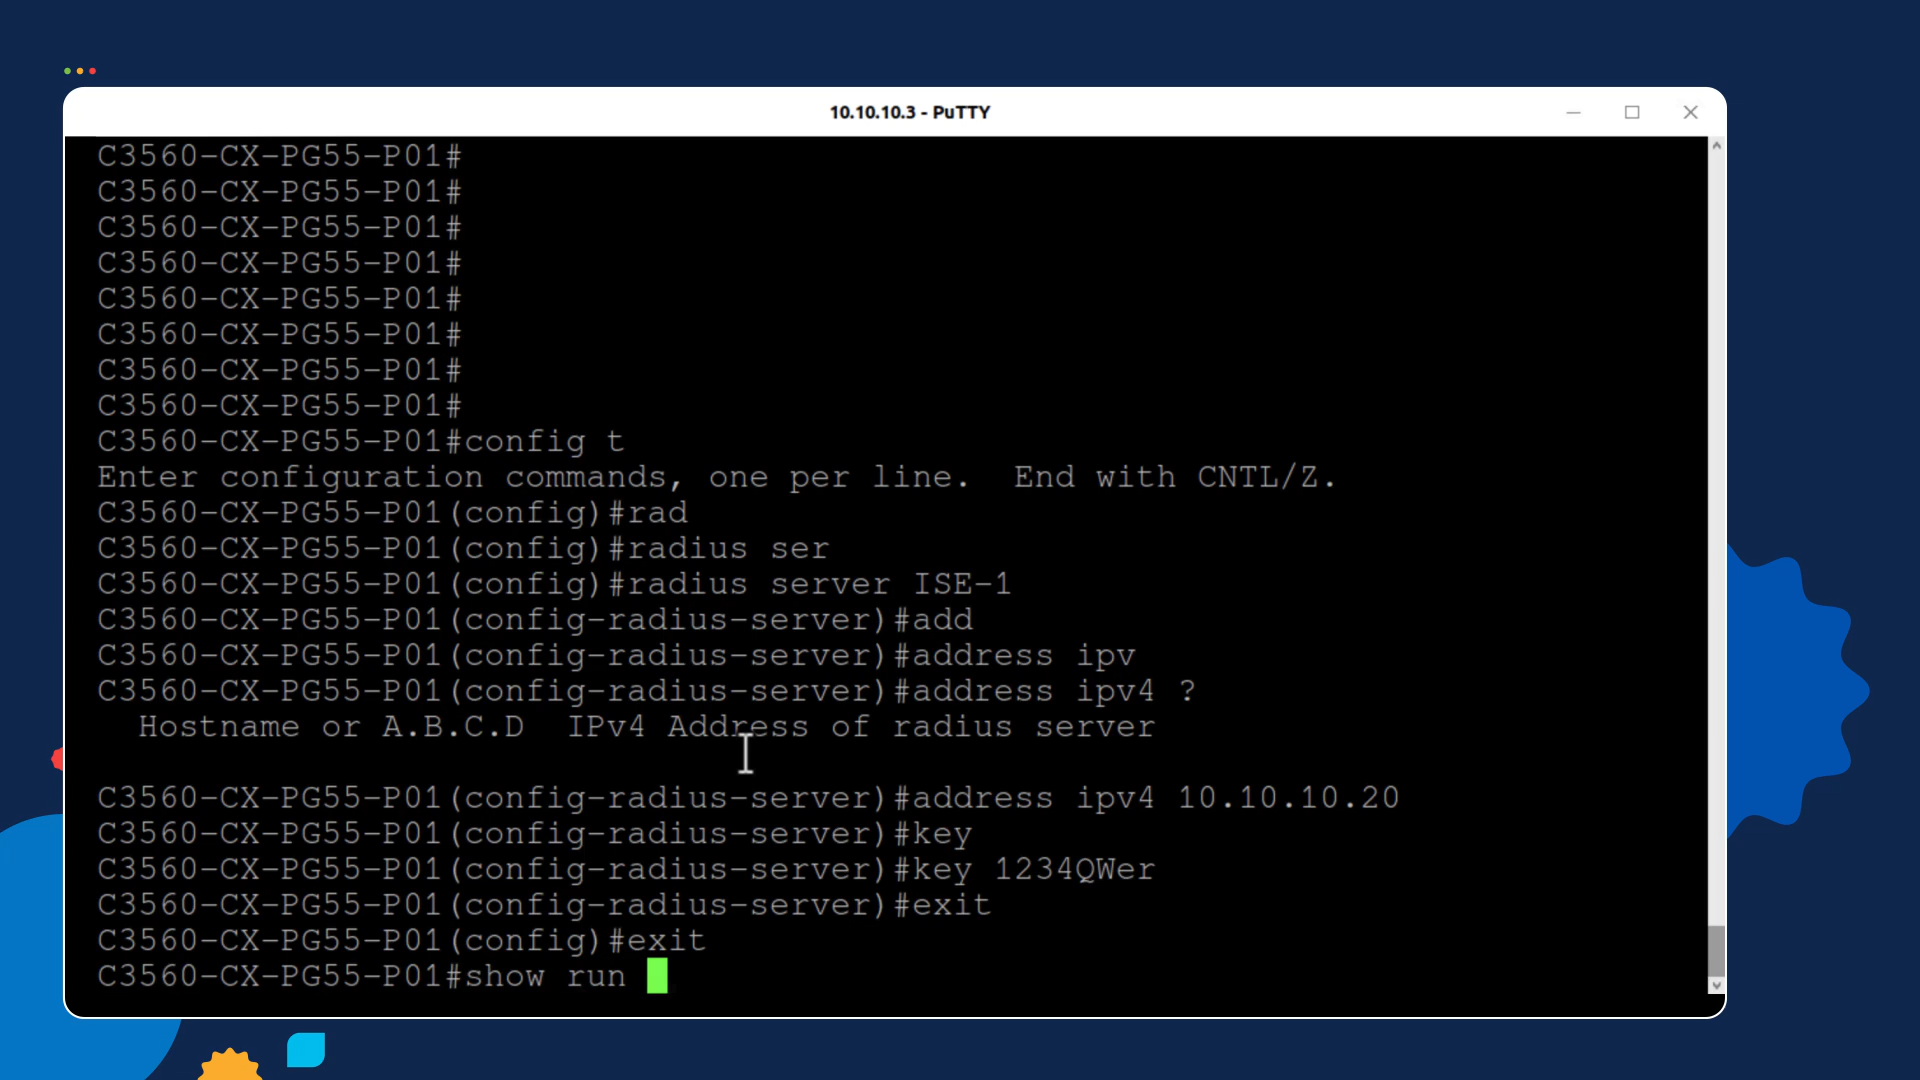 10.10.10.3 - PuTTY
C3560-CX-PG55-P01#
C3560-CX-PG55-P01#
C3560-CX-PG55-P01#
C3560-CX-PG55-P01#
C3560-CX-PG55-P01#
C3560-CX-PG55-P01#
C3560-CX-PG55-P01#
C3560-CX-PG55-P01#
C3560-CX-PG55-P01#config t
Enter configuration commands, one per line.  End with CNTL/Z.
C3560-CX-PG55-P01(config)#rad
C3560-CX-PG55-P01(config)#radius ser
C3560-CX-PG55-P01(config)#radius server ISE-1
C3560-CX-PG55-P01(config-radius-server)#add
C3560-CX-PG55-P01(config-radius-server)#address ipv
C3560-CX-PG55-P01(config-radius-server)#address ipv4 ?
  Hostname or A.B.C.D  IPv4 Address of radius server
C3560-CX-PG55-P01(config-radius-server)#address ipv4 10.10.10.20
C3560-CX-PG55-P01(config-radius-server)#key
C3560-CX-PG55-P01(config-radius-server)#key 1234QWer
C3560-CX-PG55-P01(config-radius-server)#exit
C3560-CX-PG55-P01(config)#exit
C3560-CX-PG55-P01#show run